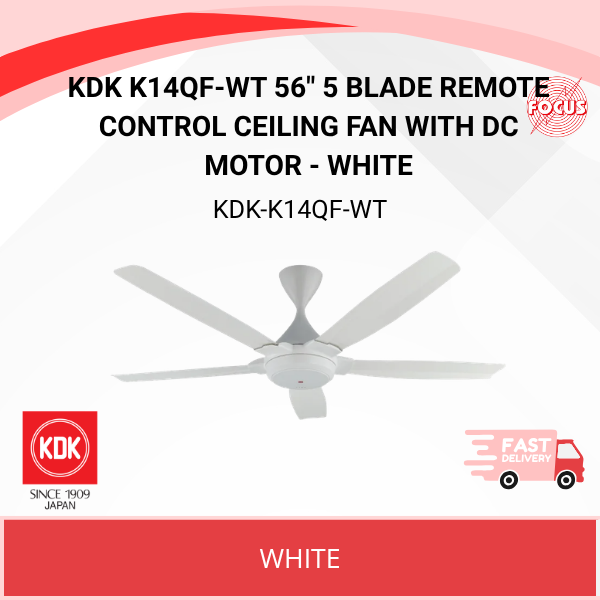 KDK K14QF-WT 56" 5 BLADE REMOTE
CONTROL CEILING FAN WITH DC
MOTOR - WHITE
FOCUS
KDK-K14QF-WT
KDK
SINCE 1909
JAPAN
FAST
DELIVERY
WHITE